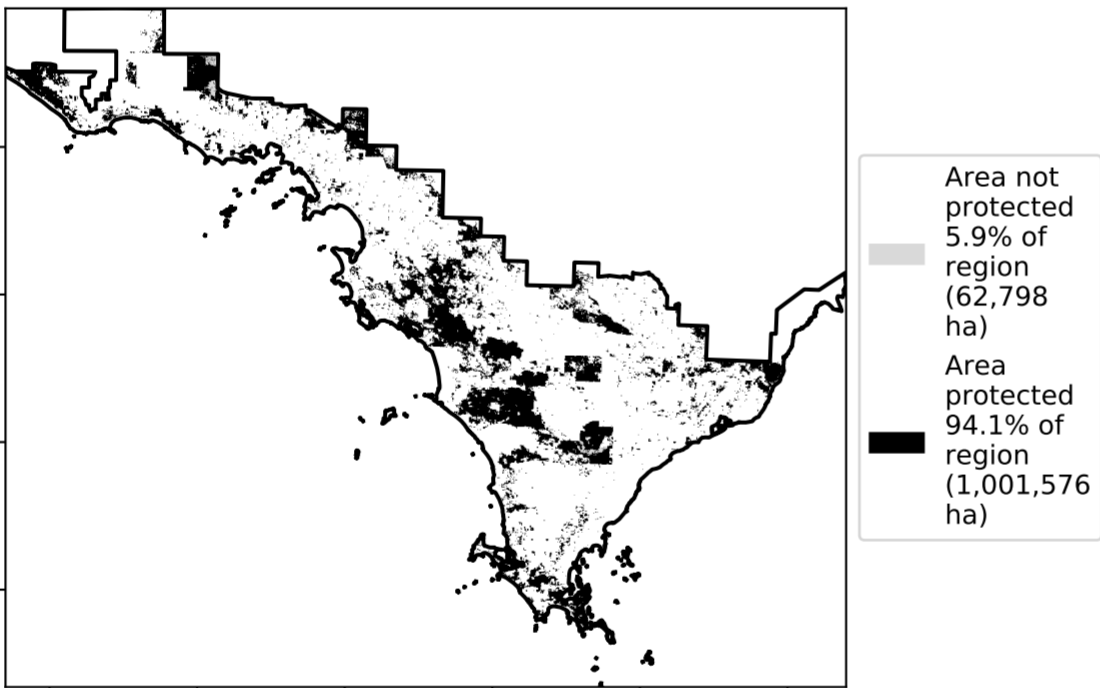 Area not
protected
5.9% of
region
(62,798
ha)
Area
protected
94.1% of
region
(1,001,576
ha)